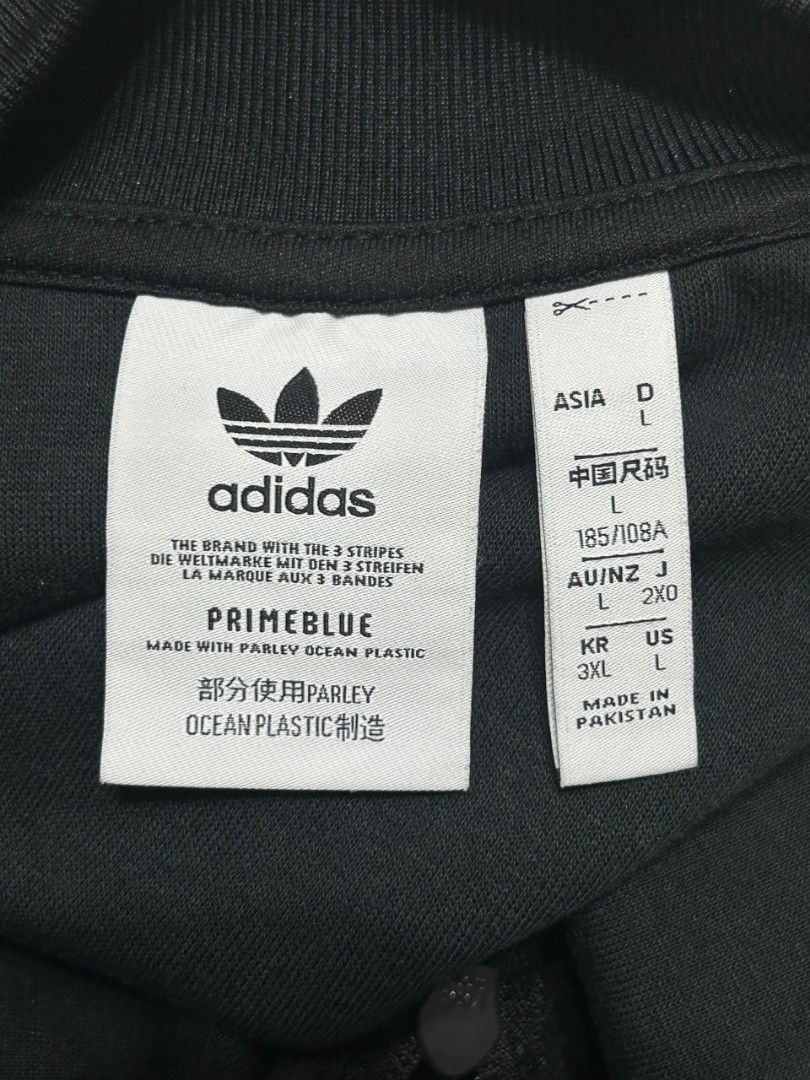 adidas
THE BRAND WITH THE 3 STRIPES
DIE WELTMARKE MIT DEN 3 STREIFEN
LA MARQUE AUX 3 BANDES
PRIMEBLUE
MADE WITH PARLEY OCEAN PLASTIC
部分使用PARLEY
OCEAN PLASTIC制造
ASIA D
L
中国尺码
L
185/108A
AU/NZ J
L 2XO
KR US
3XL L
MADE IN
PAKISTAN